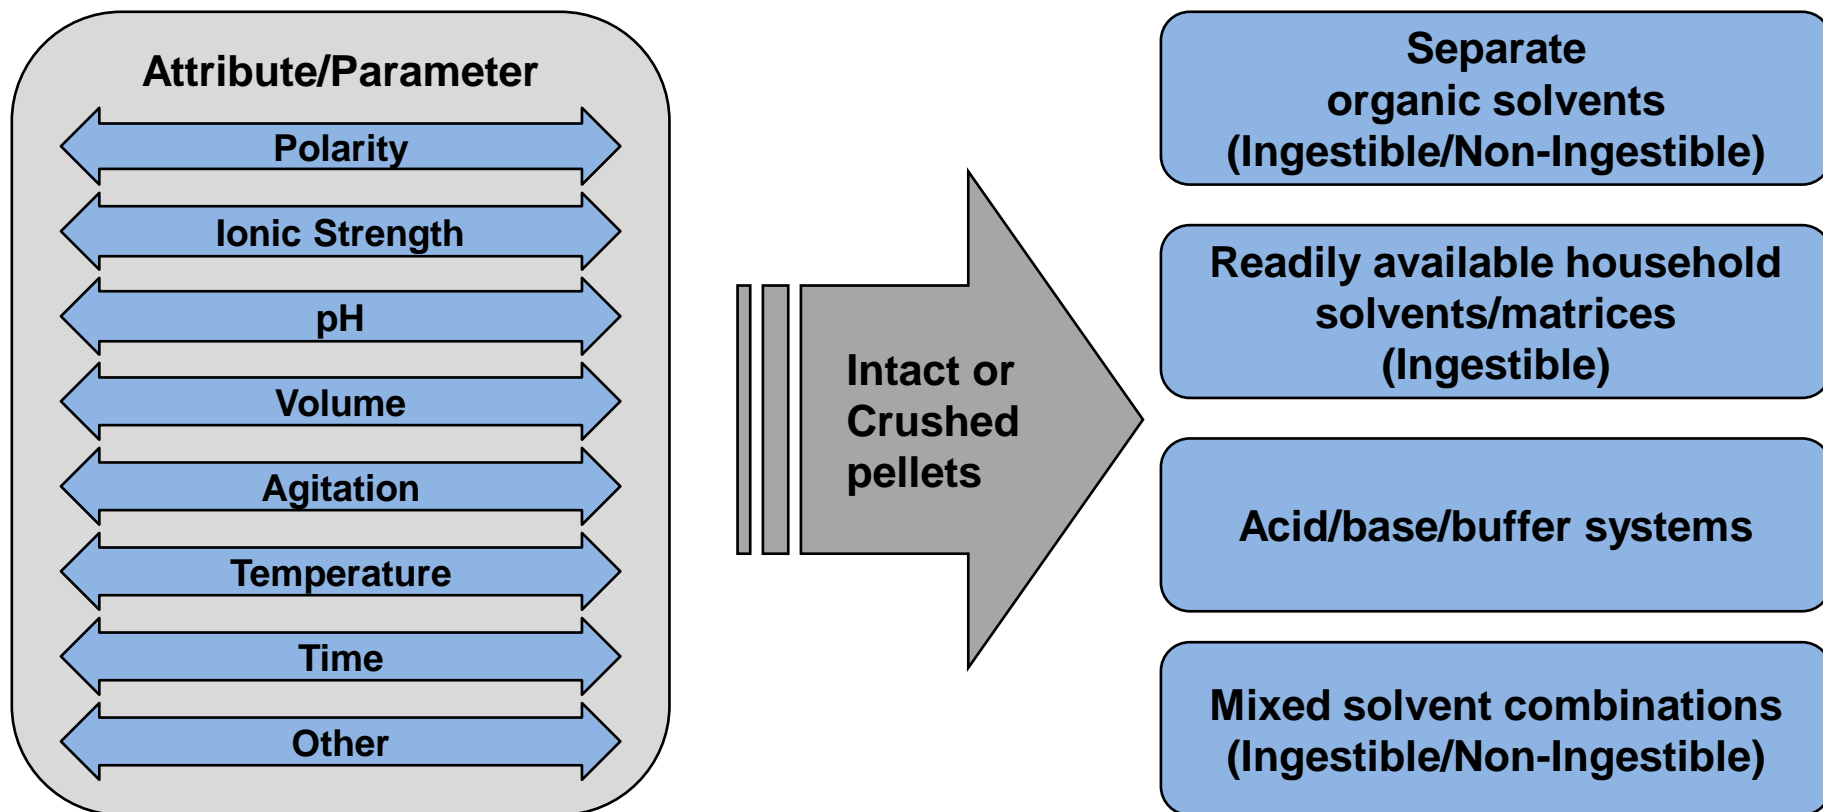 Attribute/Parameter
Polarity
Ionic Strength
pH
Volume
Agitation
Temperature
Time
Other
Intact or
Crushed
pellets
Separate
organic solvents
(Ingestible/Non-Ingestible)
Readily available household
solvents/matrices
(Ingestible)
Acid/base/buffer systems
Mixed solvent combinations
(Ingestible/Non-Ingestible)